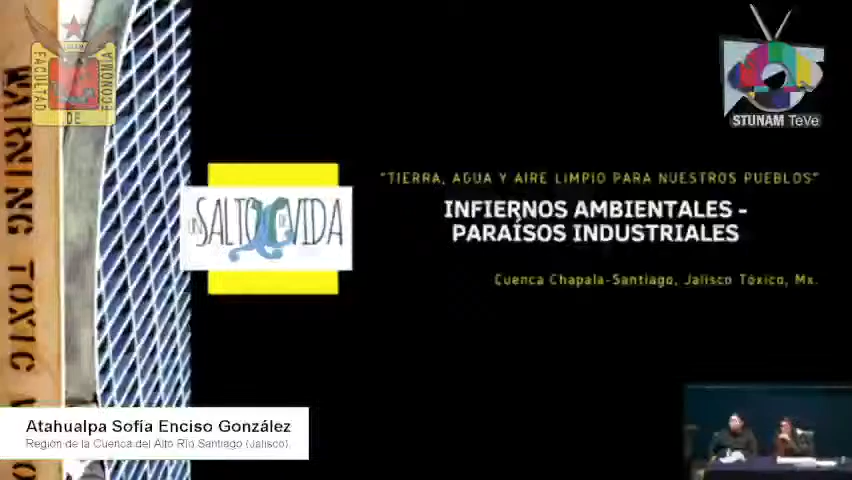 FACULTAD
DE
ECONOMÍA
WARNING TOXIC
STUNAM TeVe
UN SALTO DE VIDA
"TIERRA, AGUA Y AIRE LIMPIO PARA NUESTROS PUEBLOS"
INFIERNOS AMBIENTALES -
PARAÍSOS INDUSTRIALES
Cuenca Chapala-Santiago, Jalisco Tóxico, Mx.
Atahualpa Sofía Enciso González
Región de la Cuenca del Alto Río Santiago (Jalisco).